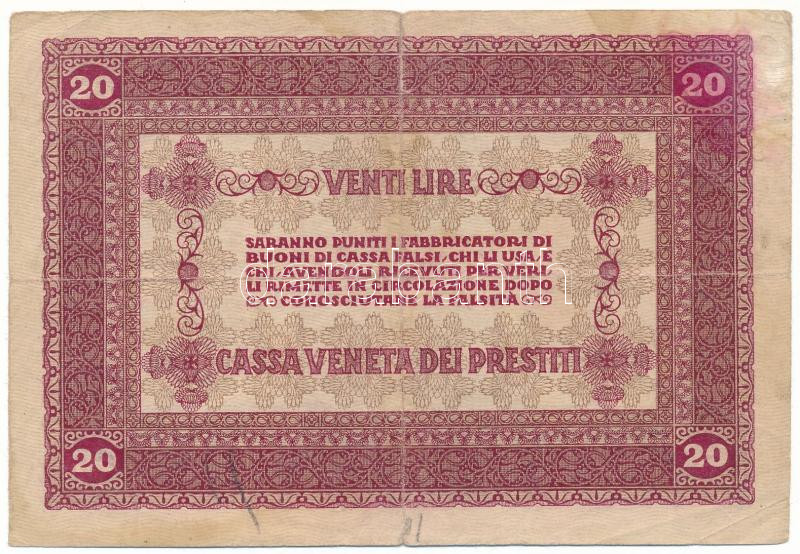 20 20
VENTI LIRE
SARANNO PUNITI I FABBRICATORI DI
BUONI DI CASSA FALSI, CHI LI USA, E
CHI, AVENDOLI RICEVUTI PER VERI,
LI RIMETTE IN CIRCOLAZIONE DOPO
CONOSCIUTANE LA FALSITÀ
CASSA VENETA DEI PRESTITI
20 20